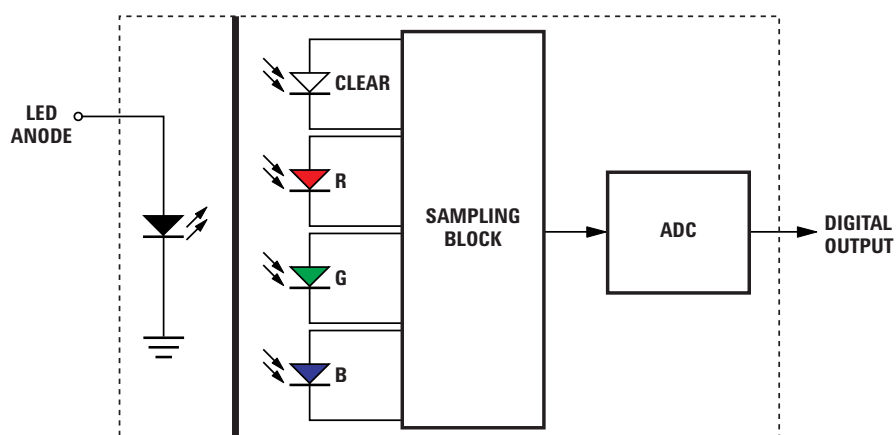 LED
ANODE
CLEAR
R
G
B
SAMPLING
BLOCK
ADC
DIGITAL
OUTPUT